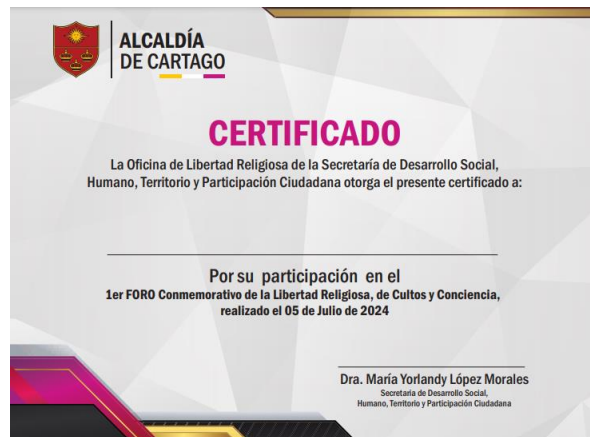 ALCALDÍA
DE CARTAGO
CERTIFICADO
La Oficina de Libertad Religiosa de la Secretaría de Desarrollo Social,
Humano, Territorio y Participación Ciudadana otorga el presente certificado a:
Por su participación en el
1er FORO Conmemorativo de la Libertad Religiosa, de Cultos y Conciencia,
realizado el 05 de Julio de 2024
Dra. María Yorlandy López Morales
Secretaria de Desarrollo Social,
Humano, Territorio y Participación Ciudadana